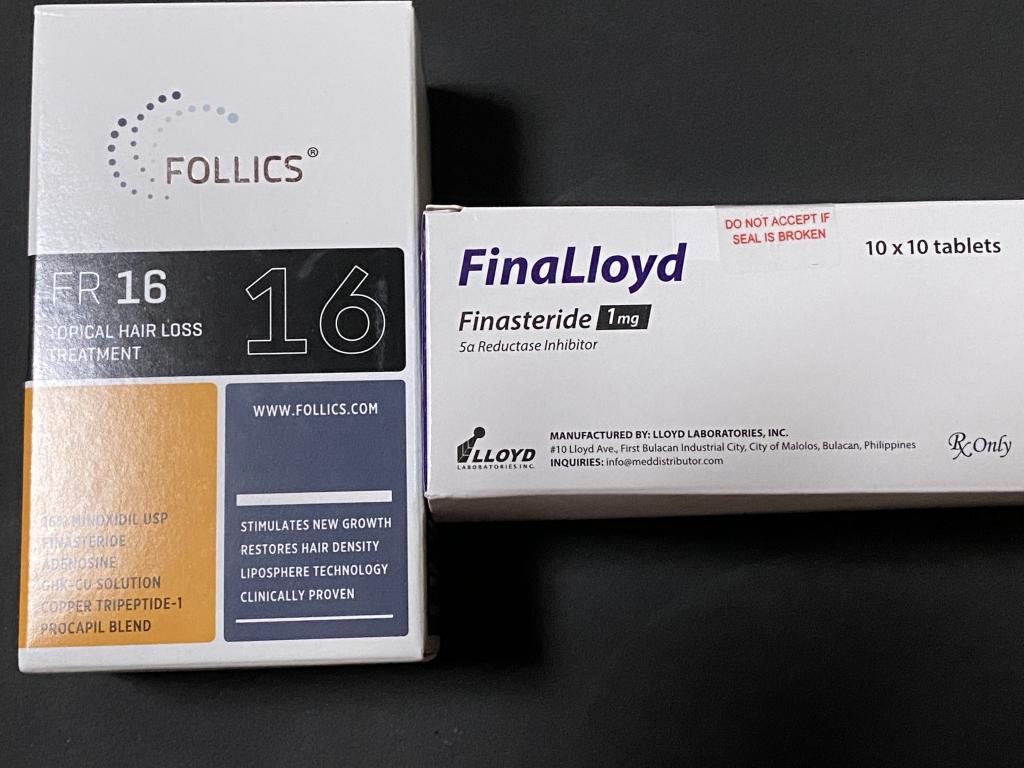 FOLLICS®
FR 16
TOPICAL HAIR LOSS
TREATMENT
16
WWW.FOLLICS.COM
16% MINOXIDIL USP
FINASTERIDE
ADENOSINE
GHK-CU SOLUTION
COPPER TRIPEPTIDE-1
PROCAPIL BLEND
STIMULATES NEW GROWTH
RESTORES HAIR DENSITY
LIPOSPHERE TECHNOLOGY
CLINICALLY PROVEN
DO NOT ACCEPT IF
SEAL IS BROKEN
10 x 10 tablets
FinaLloyd
Finasteride 1mg
5α Reductase Inhibitor
LLOYD
LABORATORIES INC.
MANUFACTURED BY: LLOYD LABORATORIES, INC.
#10 Lloyd Ave., First Bulacan Industrial City, City of Malolos, Bulacan, Philippines
INQUIRIES: info@meddistributor.com
Rx Only